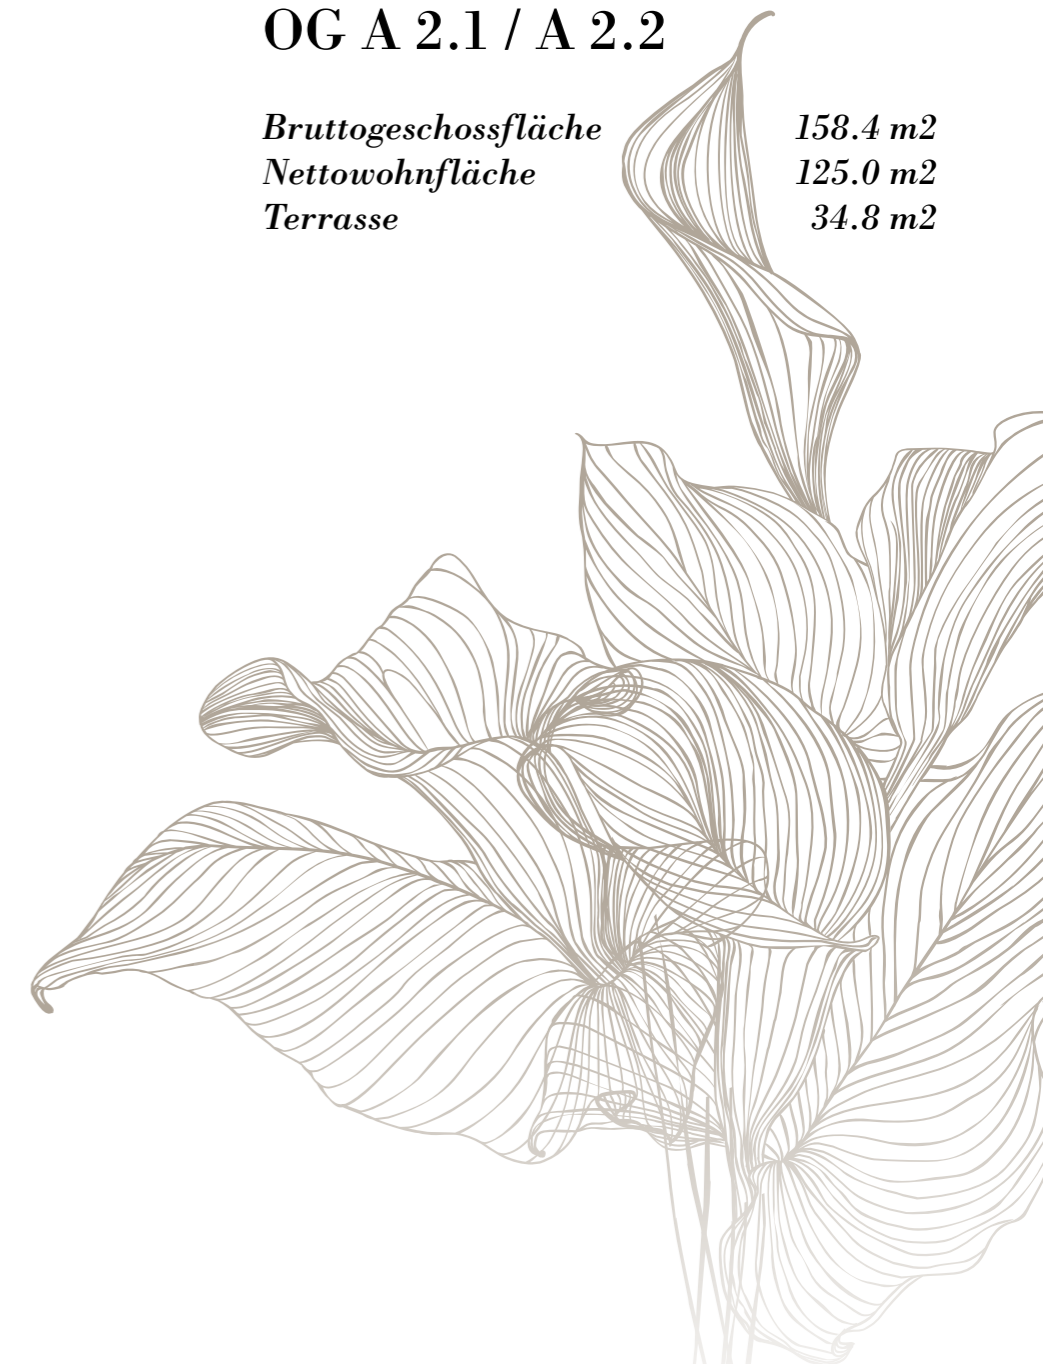 OG A 2.1 / A 2.2
Bruttogeschossfläche 158.4 m2
Nettowohnfläche 125.0 m2
Terrasse 34.8 m2